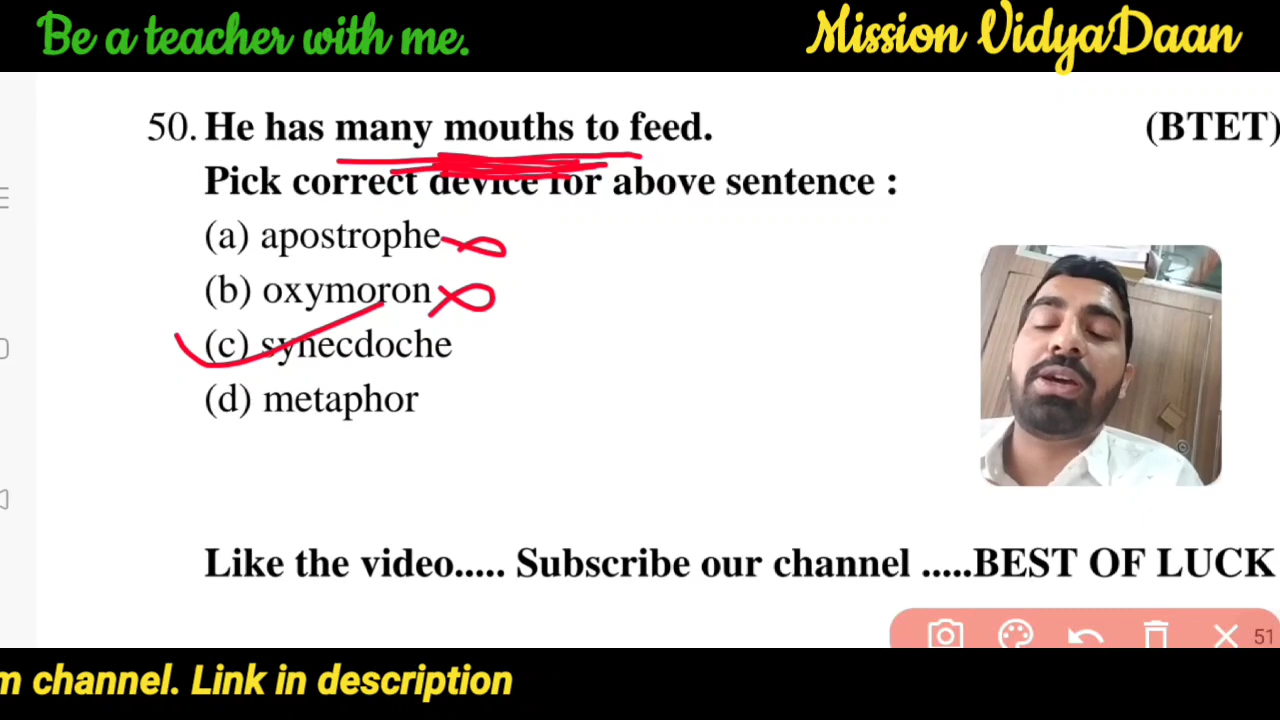 Be a teacher with me.
Mission VidyaDaan
50. He has many mouths to feed. (BTET)
Pick correct device for above sentence :
(a) apostrophe
(b) oxymoron
(c) synecdoche
(d) metaphor
Like the video..... Subscribe our channel .....BEST OF LUCK
51
m channel. Link in description